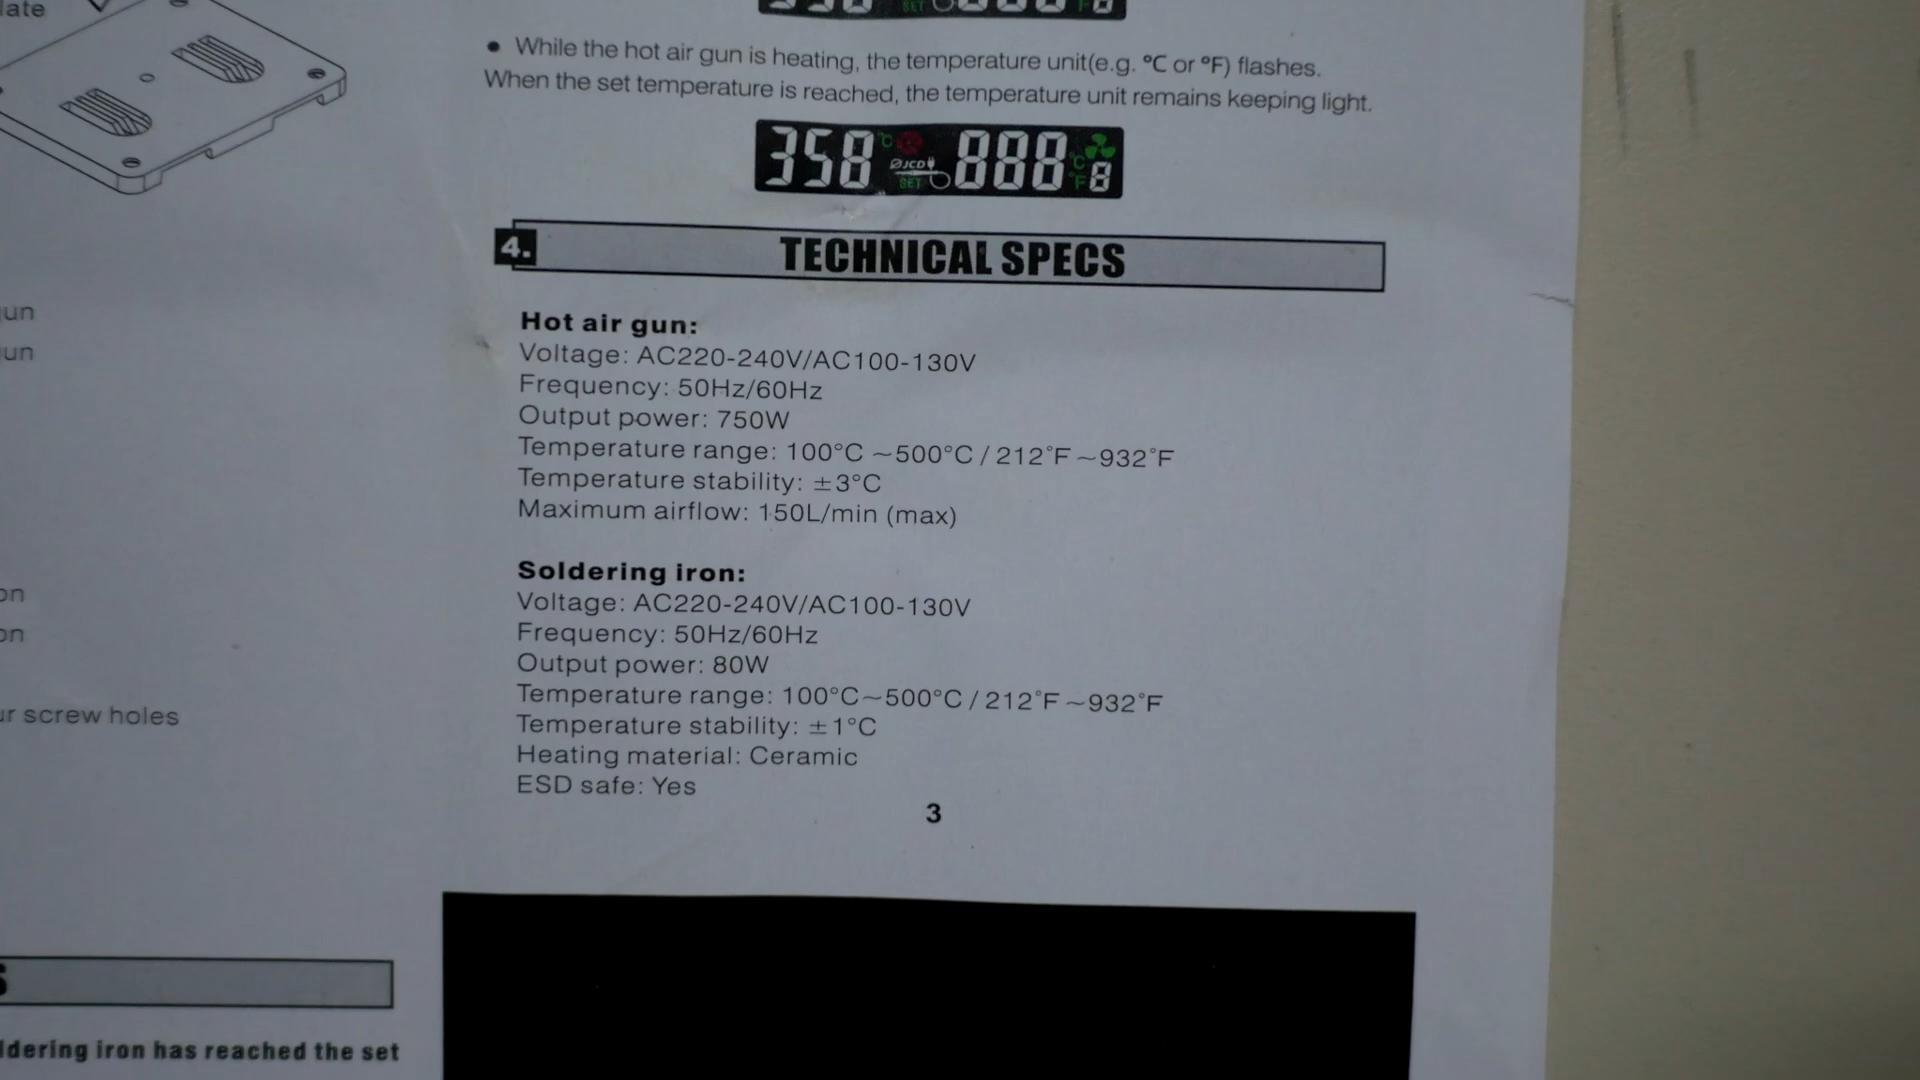 late
un
un
on
on
ur screw holes
S
ldering iron has reached the set
● While the hot air gun is heating, the temperature unit(e.g. °C or °F) flashes.
When the set temperature is reached, the temperature unit remains keeping light.
358 °C JCD SET 888 °C °F 8
4. TECHNICAL SPECS
Hot air gun:
Voltage: AC220-240V/AC100-130V
Frequency: 50Hz/60Hz
Output power: 750W
Temperature range: 100°C ~500°C / 212°F ~932°F
Temperature stability: ±3°C
Maximum airflow: 150L/min (max)
Soldering iron:
Voltage: AC220-240V/AC100-130V
Frequency: 50Hz/60Hz
Output power: 80W
Temperature range: 100°C~500°C / 212°F ~932°F
Temperature stability: ±1°C
Heating material: Ceramic
ESD safe: Yes
3